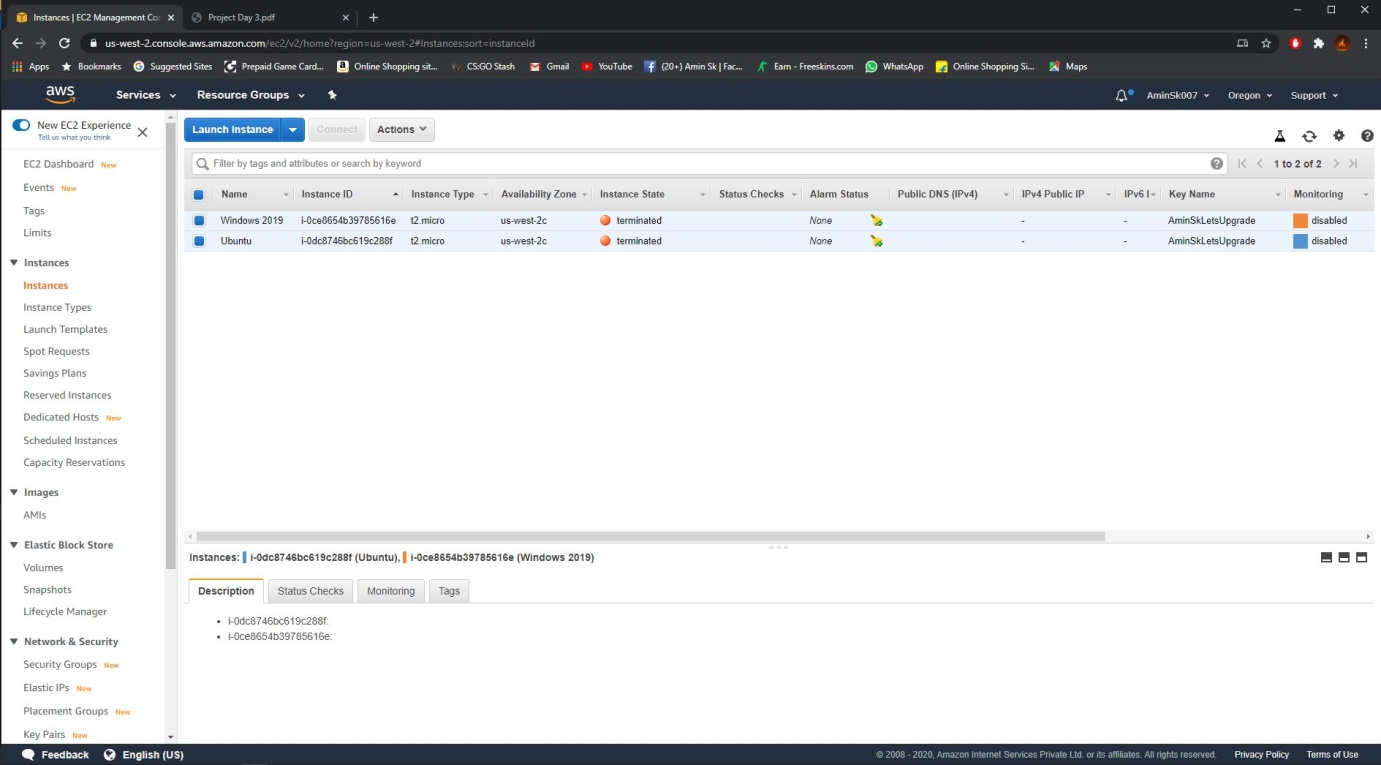 Instances | EC2 Management Con
Project Day 3.pdf
us-west-2.console.aws.amazon.com/ec2/v2/home?region=us-west-2#Instances:sort=instanceId
Apps Bookmarks Suggested Sites Prepaid Game Card... Online Shopping sit... CS:GO Stash Gmail YouTube (20+) Amin Sk | Fac... Earn - Freeskins.com WhatsApp Online Shopping Si... Maps
aws Services Resource Groups AminSk007 Oregon Support
New EC2 Experience
Tell us what you think
Launch Instance Connect Actions
EC2 Dashboard New
Events New
Tags
Limits
Instances
Instances
Instance Types
Launch Templates
Spot Requests
Savings Plans
Reserved Instances
Dedicated Hosts New
Scheduled Instances
Capacity Reservations
Images
AMIs
Elastic Block Store
Volumes
Snapshots
Lifecycle Manager
Network & Security
Security Groups New
Elastic IPs New
Placement Groups New
Key Pairs New
Filter by tags and attributes or search by keyword
1 to 2 of 2
Name Instance ID Instance Type Availability Zone Instance State Status Checks Alarm Status Public DNS (IPv4) IPv4 Public IP IPv6 I Key Name Monitoring
Windows 2019 i-0ce8654b39785616e t2.micro us-west-2c terminated None - - AminSkLetsUpgrade disabled
Ubuntu i-0dc8746bc619c288f t2.micro us-west-2c terminated None - - AminSkLetsUpgrade disabled
Instances: i-0dc8746bc619c288f (Ubuntu), i-0ce8654b39785616e (Windows 2019)
Description Status Checks Monitoring Tags
• i-0dc8746bc619c288f:
• i-0ce8654b39785616e:
Feedback English (US) © 2008 - 2020, Amazon Internet Services Private Ltd. or its affiliates. All rights reserved. Privacy Policy Terms of Use